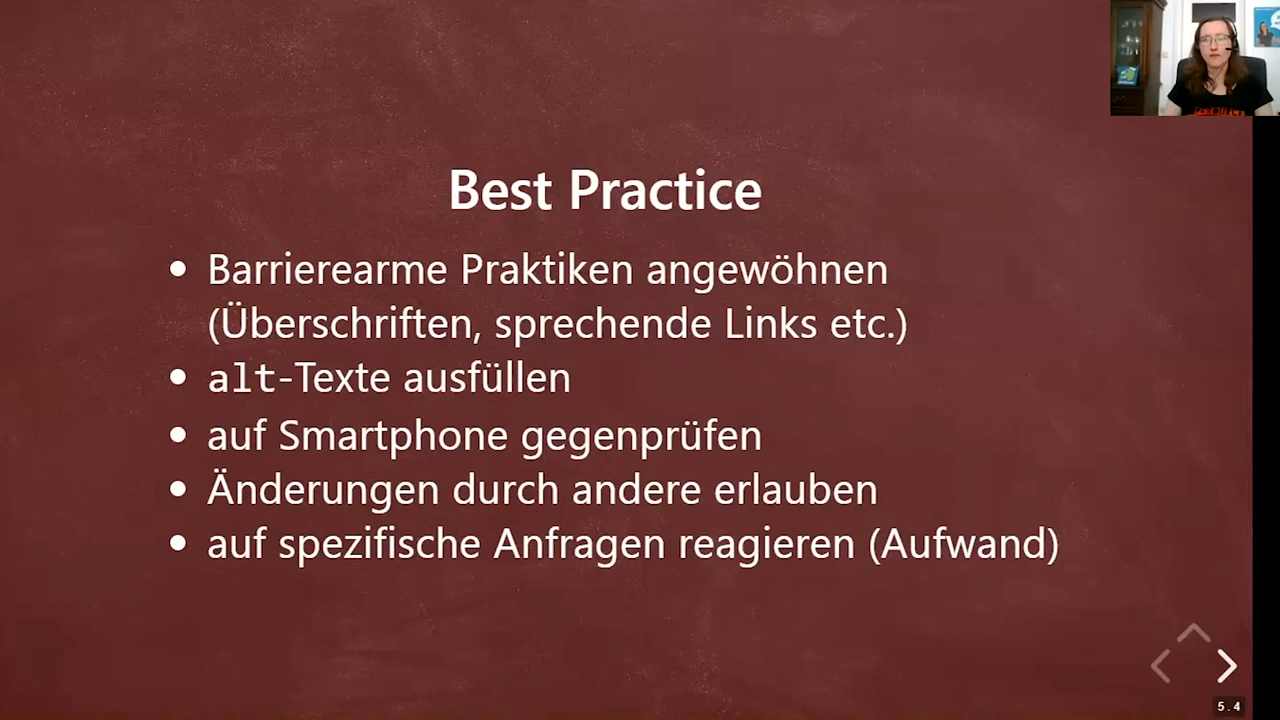 Best Practice
• Barrierearme Praktiken angewöhnen
(Überschriften, sprechende Links etc.)
• alt-Texte ausfüllen
• auf Smartphone gegenprüfen
• Änderungen durch andere erlauben
• auf spezifische Anfragen reagieren (Aufwand)
5.4